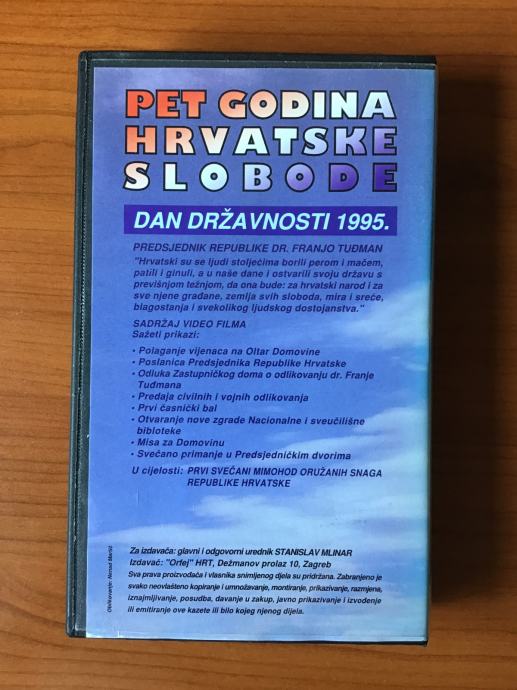 PET GODINA
HRVATSKE
SLOBODE
DAN DRŽAVNOSTI 1995.
PREDSJEDNIK REPUBLIKE DR. FRANJO TUĐMAN
"Hrvatski su se ljudi stoljećima borili perom i mačem,
patili i ginuli, a u naše dane i ostvarili svoju državu s
previšnjom težnjom, da ona bude: za hrvatski narod i za
sve njene građane, zemlja svih sloboda, mira i sreće,
blagostanja i svekolikog ljudskog dostojanstva."
SADRŽAJ VIDEO FILMA
Sažeti prikazi:
• Polaganje vijenaca na Oltar Domovine
• Poslanica Predsjednika Republike Hrvatske
• Odluka Zastupničkog doma o odlikovanju dr. Franje
Tuđmana
• Predaja civilnih i vojnih odlikovanja
• Prvi časnički bal
• Otvaranje nove zgrade Nacionalne i sveučilišne
bibloteke
• Misa za Domovinu
• Svečano primanje u Predsjedničkim dvorima
U cijelosti: PRVI SVEČANI MIMOHOD ORUŽANIH SNAGA
REPUBLIKE HRVATSKE
Za izdavača: glavni i odgovorni urednik STANISLAV MLINAR
Izdavač: "Orfej" HRT, Dežmanov prolaz 10, Zagreb
Sva prava proizvođača i vlasnika snimljenog djela su pridržana. Zabranjeno je
svako neovlašteno kopiranje i umnožavanje, montiranje, prikazivanje, razmjena,
iznajmljivanje, posudba, davanje u zakup, javno prikazivanje i izvođenje
ili emitiranje ove kazete ili bilo kojeg njenog dijela.
Oblikovanje: Nenad Martić